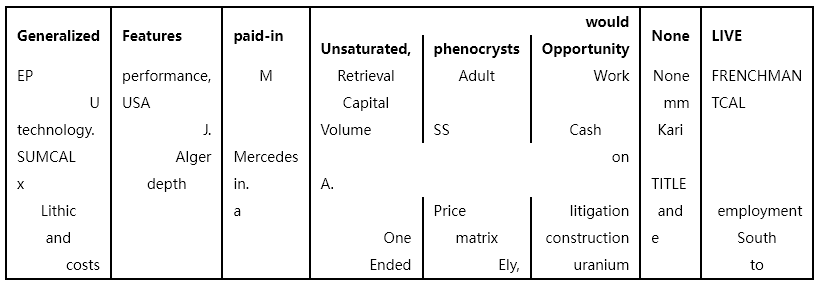 would
Generalized Features paid-in Unsaturated, phenocrysts Opportunity None LIVE
EP performance, M Retrieval Adult Work None FRENCHMAN
U USA Capital mm TCAL
technology. J. Volume SS Cash Kari
SUMCAL Alger Mercedes on
x depth in. A. TITLE
Lithic a Price litigation and employment
and One matrix construction e South
costs Ended Ely, uranium to